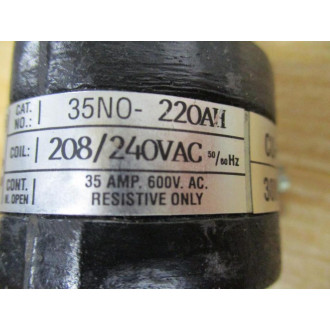 CAT. NO.: 35NO-220AH
COIL: 208/240VAC 50/60Hz
CONT. N. OPEN 35 AMP. 600V. AC. RESISTIVE ONLY